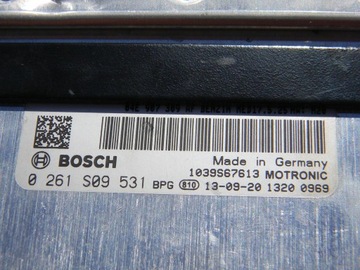 BOSCH
Made in Germany
1039S67613 MOTRONIC
0 261 S09 531 BPG 810 13-09-20 1320 0969